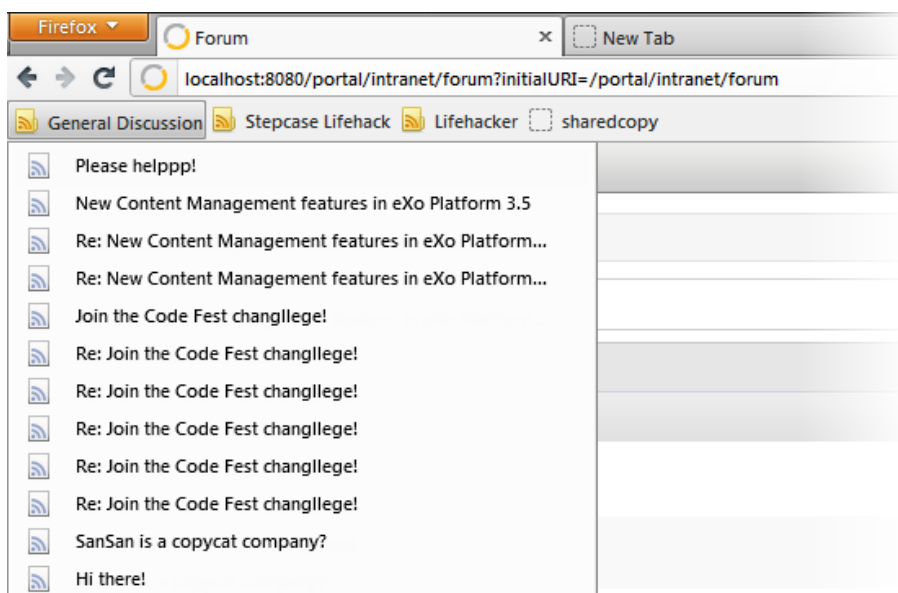 Firefox
Forum
New Tab
localhost:8080/portal/intranet/forum?initialURI=/portal/intranet/forum
General Discussion Stepcase Lifehack Lifehacker sharedcopy
Please helppp!
New Content Management features in eXo Platform 3.5
Re: New Content Management features in eXo Platform...
Re: New Content Management features in eXo Platform...
Join the Code Fest changllege!
Re: Join the Code Fest changllege!
Re: Join the Code Fest changllege!
Re: Join the Code Fest changllege!
Re: Join the Code Fest changllege!
Re: Join the Code Fest changllege!
SanSan is a copycat company?
Hi there!